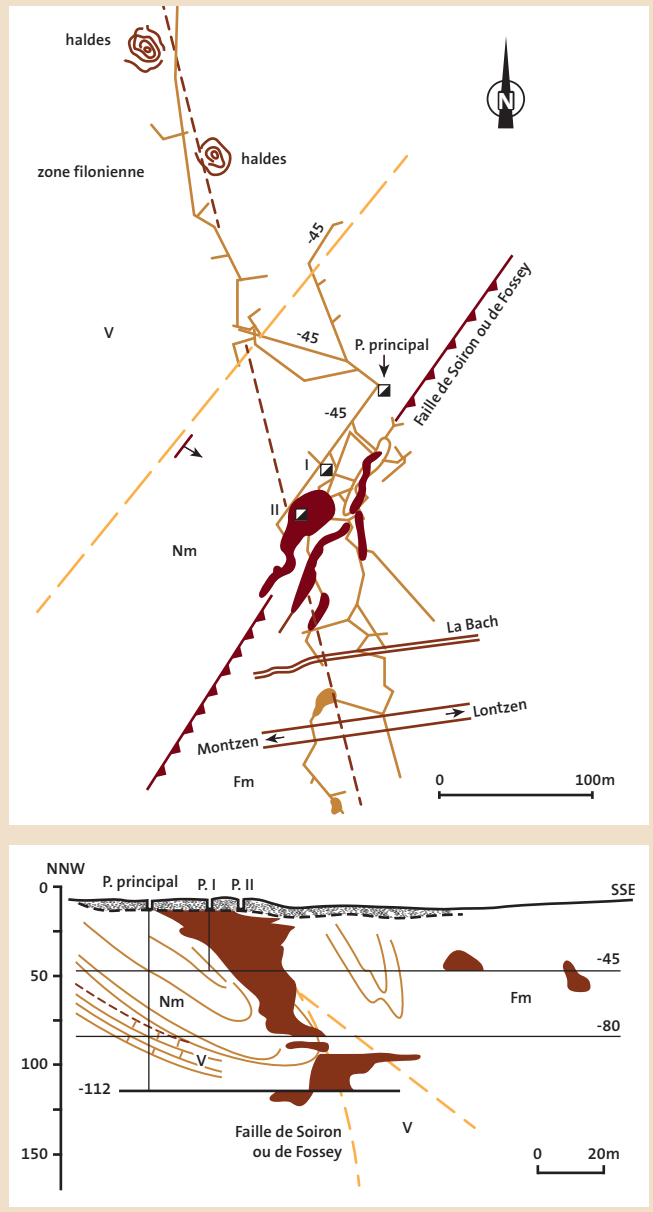 haldes
N
haldes
zone filonienne
-45
V
-45
P. principal
Faille de Soiron ou de Fossey
-45
I
II
Nm
La Bach
Lontzen
Montzen
Fm
0 100m
NNW
0
P. principal P. I P. II
SSE
-45
50
Nm
Fm
-80
V
100
-112
Faille de Soiron
ou de Fossey
V
150
0 20m